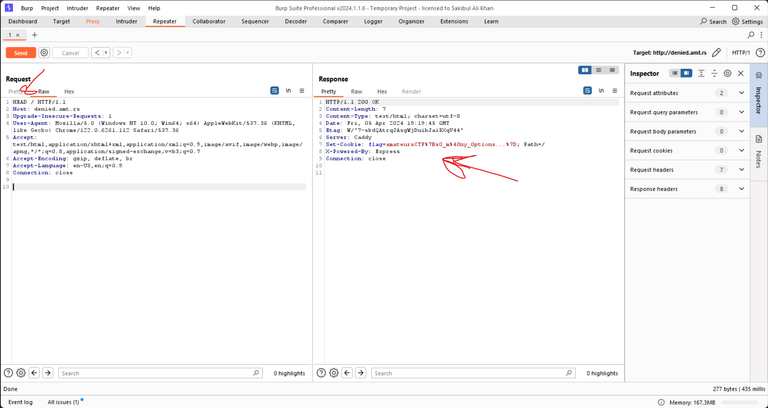 Burp Project Intruder Repeater View Help
Burp Suite Professional v2024.1.1.6 - Temporary Project - licensed to Sakibul Ali Khan
Dashboard Target Proxy Intruder Repeater Collaborator Sequencer Decoder Comparer Logger Organizer Extensions Learn
Search Settings
1 × +
Send Cancel < >
Target: http://denied.amt.rs HTTP/1
Request
Pretty Raw Hex
1 HEAD / HTTP/1.1
2 Host: denied.amt.rs
3 Upgrade-Insecure-Requests: 1
4 User-Agent: Mozilla/5.0 (Windows NT 10.0; Win64; x64) AppleWebKit/537.36 (KHTML,
like Gecko) Chrome/122.0.6261.112 Safari/537.36
5 Accept:
text/html,application/xhtml+xml,application/xml;q=0.9,image/avif,image/webp,image/
apng,*/*;q=0.8,application/signed-exchange;v=b3;q=0.7
6 Accept-Encoding: gzip, deflate, br
7 Accept-Language: en-US,en;q=0.9
8 Connection: close
9
10
Response
Pretty Raw Hex Render
1 HTTP/1.1 200 OK
2 Content-Length: 7
3 Content-Type: text/html; charset=utf-8
4 Date: Fri, 05 Apr 2024 19:19:45 GMT
5 Etag:
6 Server: Caddy
7 Set-Cookie: Path=/
8 X-Powered-By: Express
9 Connection: close
10
11
Inspector
Request attributes 2
Request query parameters 0
Request body parameters 0
Request cookies 0
Request headers 7
Response headers 8
Inspector
Notes
Search 0 highlights
Search 0 highlights
Done
277 bytes | 435 millis
Event log All issues (1)
Memory: 167.3MB